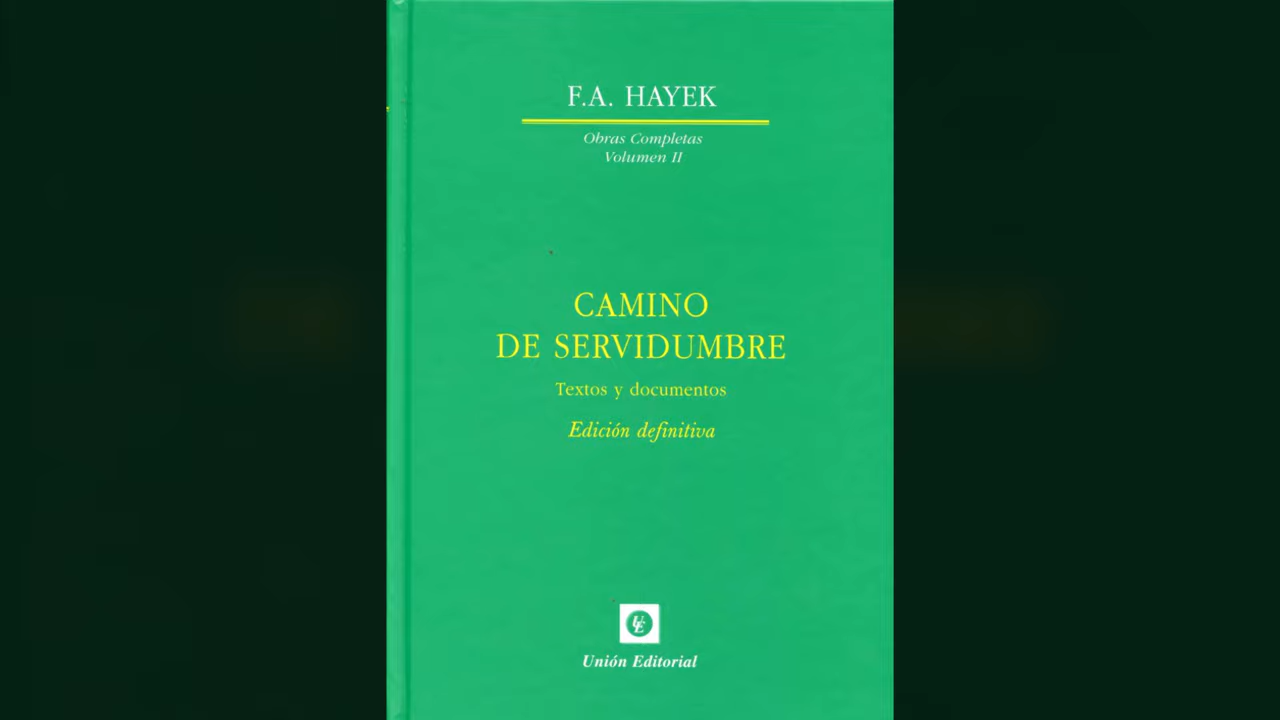 F.A. HAYEK
Obras Completas
Volumen II
CAMINO
DE SERVIDUMBRE
Textos y documentos
Edición definitiva
UE
Unión Editorial